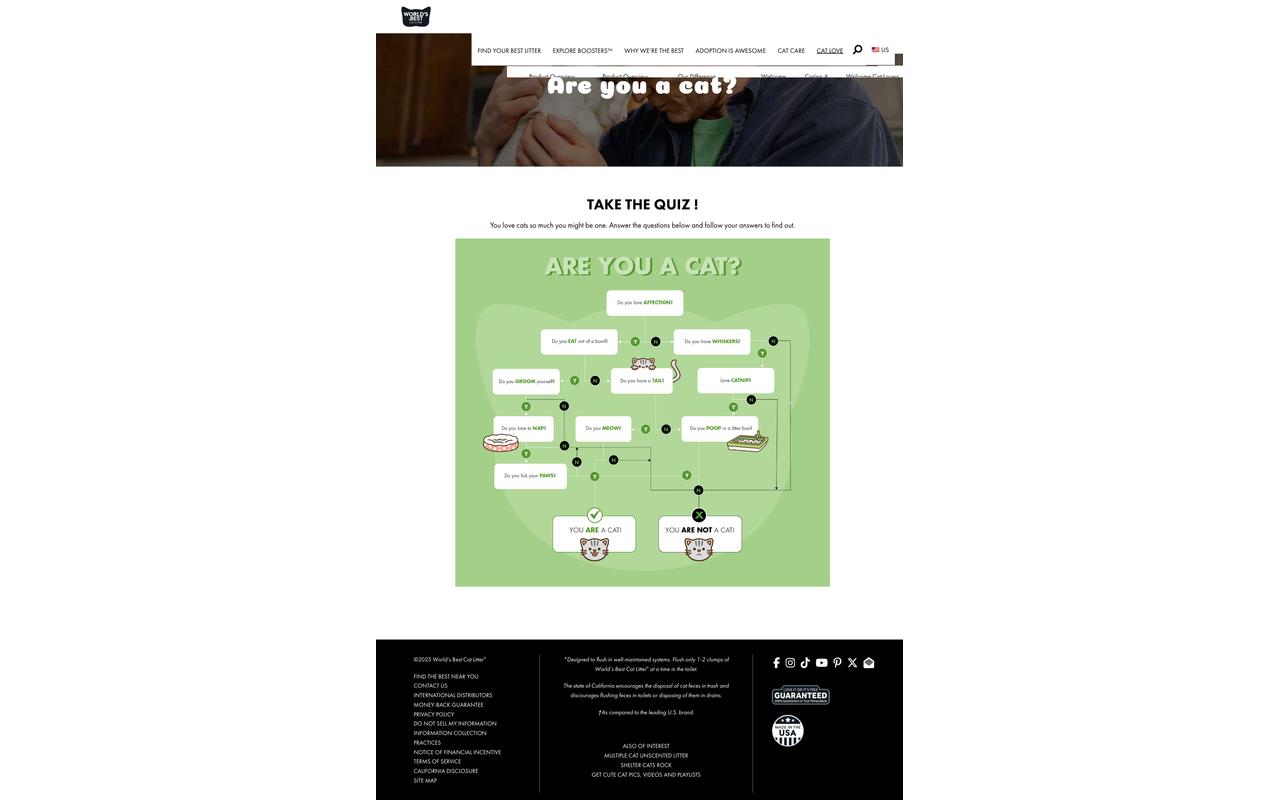 WORLD'S
BEST
FIND YOUR BEST LITTER EXPLORE BOOSTERS™ WHY WE'RE THE BEST ADOPTION IS AWESOME CAT CARE CAT LOVE US
Product Overview Product Overview Our Difference Welcome Caring A Welcome Cat Lovers
Are you a cat?
TAKE THE QUIZ !
You love cats so much you might be one. Answer the questions below and follow your answers to find out.
ARE YOU A CAT?
Do you love AFFECTION?
Do you EAT out of a bowl?
Y
N
Do you have WHISKERS?
N
Y
Do you GROOM yourself?
Y
N
Do you have a TAIL?
Love CATNIP?
Y
N
Y
N
Do you love to NAP?
Do you MEOW?
Y
N
Do you POOP in a litter box?
N
Y
N
N
Do you lick your PAWS?
Y
Y
N
YOU ARE A CAT!
X
YOU ARE NOT A CAT!
©2025 World's Best Cat Litter®
FIND THE BEST NEAR YOU
CONTACT US
INTERNATIONAL DISTRIBUTORS
MONEY-BACK GUARANTEE
PRIVACY POLICY
DO NOT SELL MY INFORMATION
INFORMATION COLLECTION
PRACTICES
NOTICE OF FINANCIAL INCENTIVE
TERMS OF SERVICE
CALIFORNIA DISCLOSURE
SITE MAP
*Designed to flush in well-maintained systems. Flush only 1-2 clumps of
World's Best Cat Litter® at a time in the toilet.
The state of California encourages the disposal of cat feces in trash and
discourages flushing feces in toilets or disposing of them in drains.
†As compared to the leading U.S. brand.
ALSO OF INTEREST
MULTIPLE CAT UNSCENTED LITTER
SHELTER CATS ROCK
GET CUTE CAT PICS, VIDEOS AND PLAYLISTS
LOVE IT OR IT'S FREE
GUARANTEED
100% Satisfaction or Your Money Back
MADE IN THE
USA